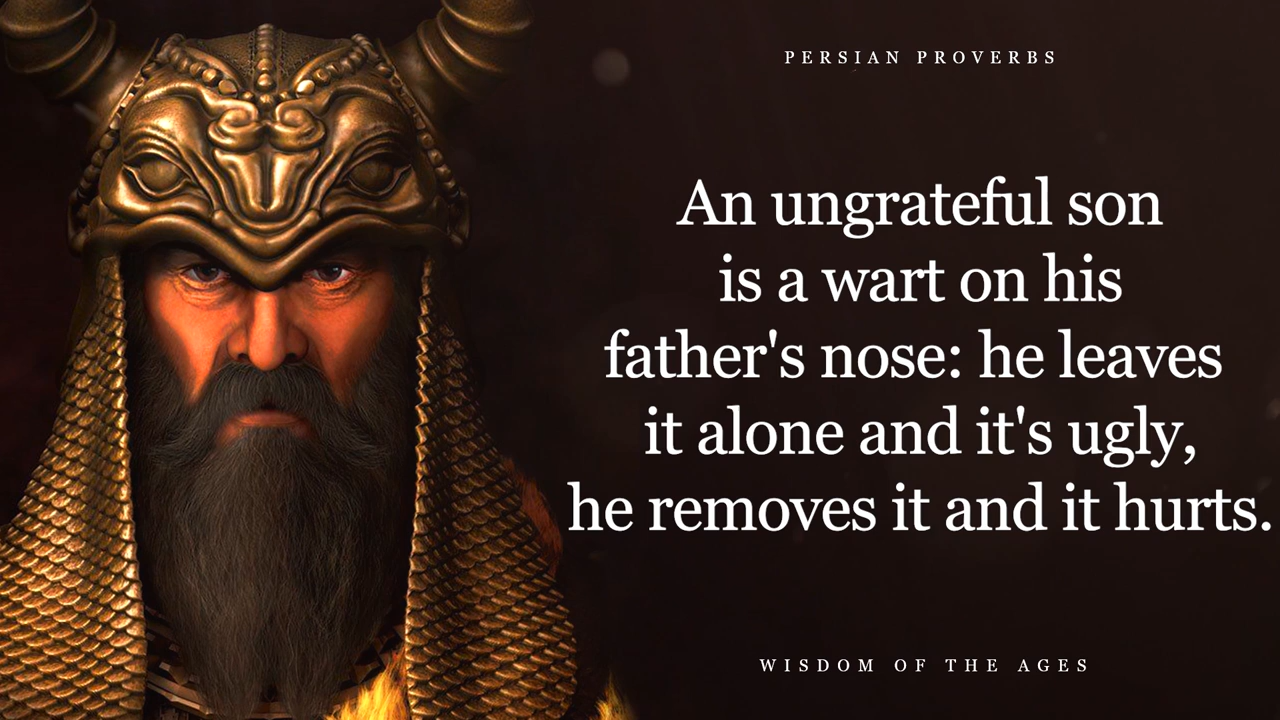 PERSIAN PROVERBS
An ungrateful son
is a wart on his
father's nose: he leaves
it alone and it's ugly,
he removes it and it hurts.
WISDOM OF THE AGES